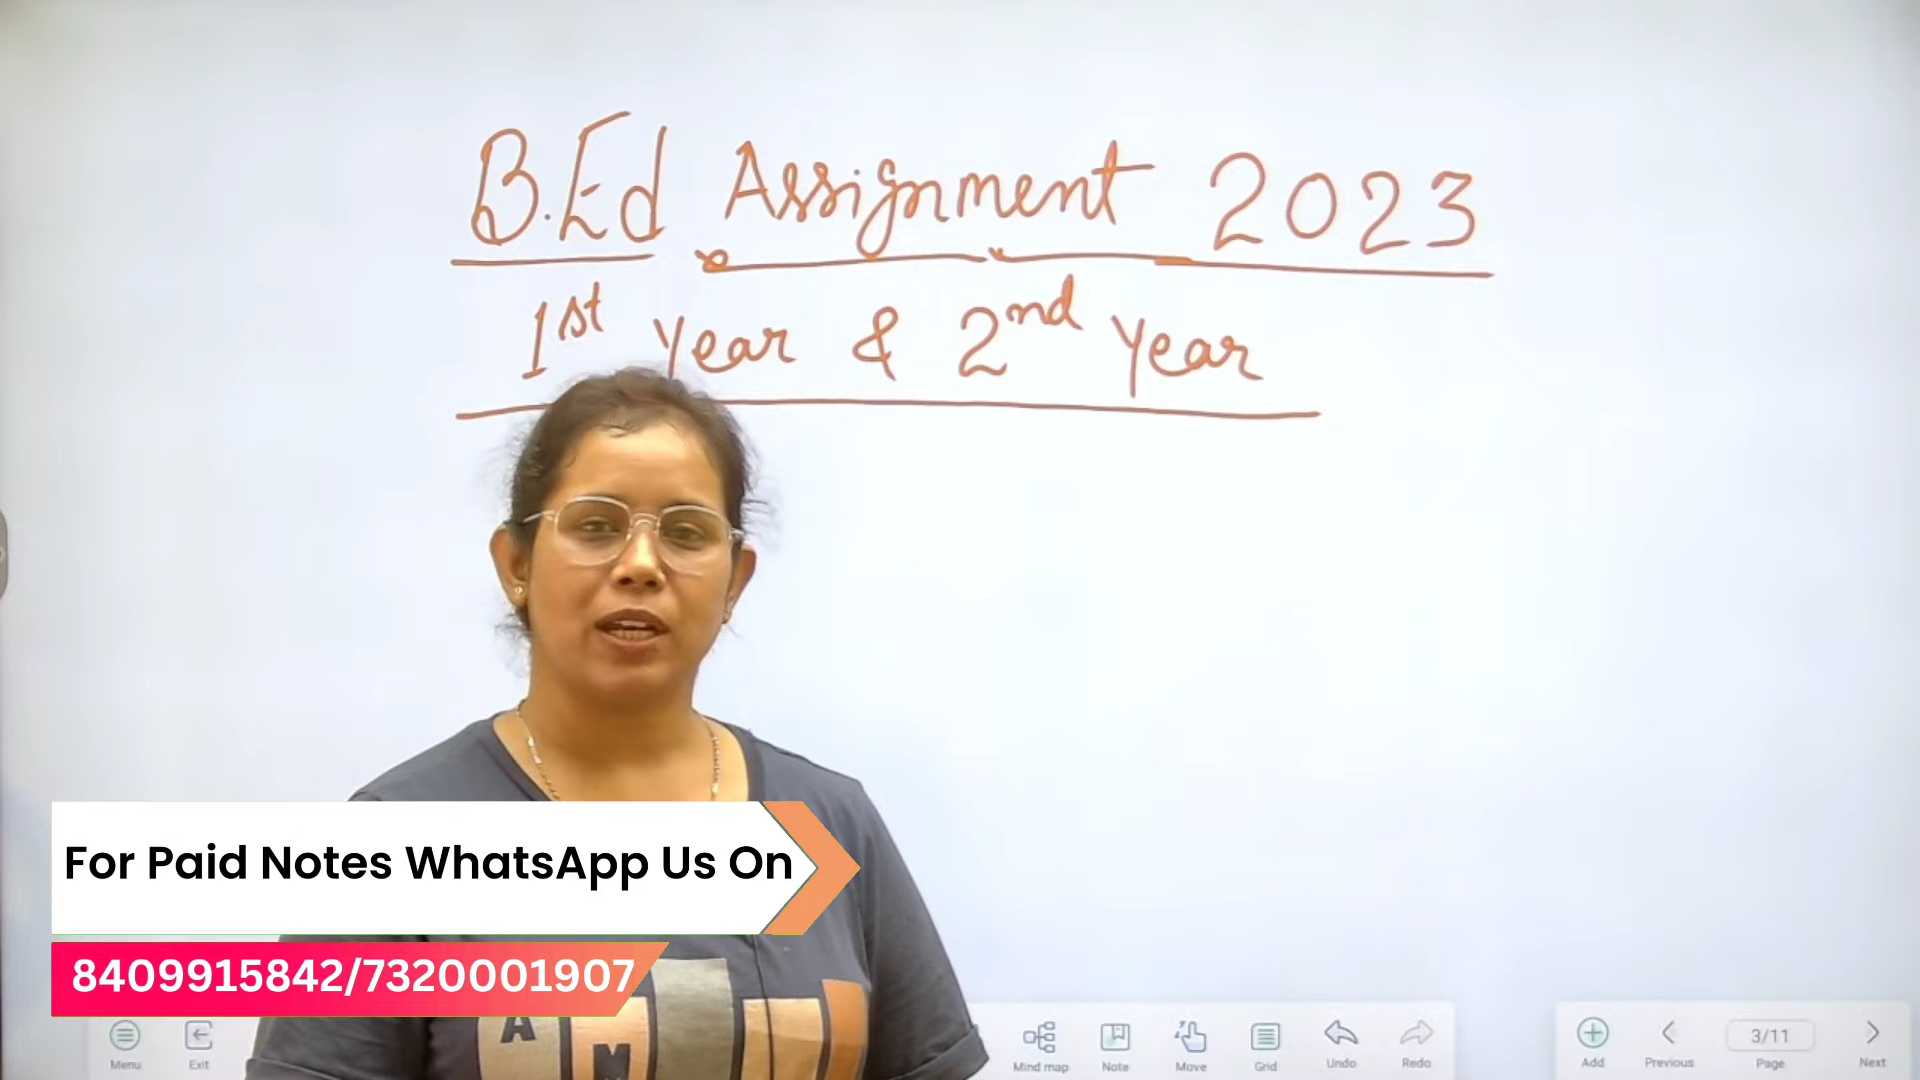 B.Ed Assignment 2023
1st Year & 2nd Year
For Paid Notes WhatsApp Us On
8409915842/7320001907
A
M
Menu
Exit
Mind map
Note
Move
Grid
Undo
Redo
Add
Previous
3/11
Page
Next